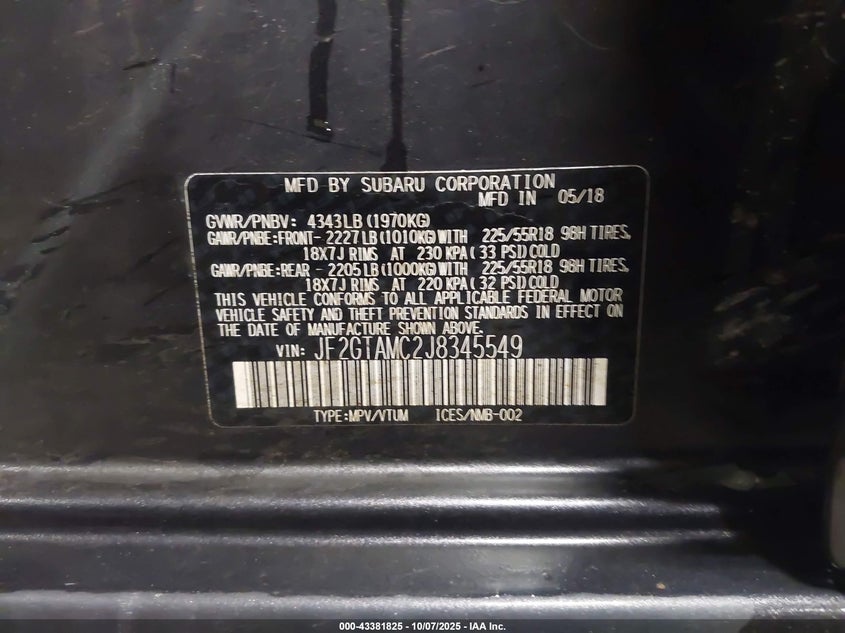 MFD BY SUBARU CORPORATION
MFD IN 05/18
GVWR/PNBV: 4343LB (1970KG)
GAWR/PNBE:FRONT- 2227LB (1010KG) WITH 225/55R18 98H TIRES,
18X7J RIMS AT 230 KPA (33 PSI) COLD
GAWR/PNBE:REAR - 2205LB (1000KG) WITH 225/55R18 98H TIRES,
18X7J RIMS AT 220 KPA (32 PSI) COLD
THIS VEHICLE CONFORMS TO ALL APPLICABLE FEDERAL MOTOR
VEHICLE SAFETY AND THEFT PREVENTION STANDARDS IN EFFECT ON
THE DATE OF MANUFACTURE SHOWN ABOVE.
VIN: JF2GTAMC2J8345549
TYPE:MPV/VTUM ICES/NMB-002
000-43381825 - 10/07/2025 - IAA Inc.